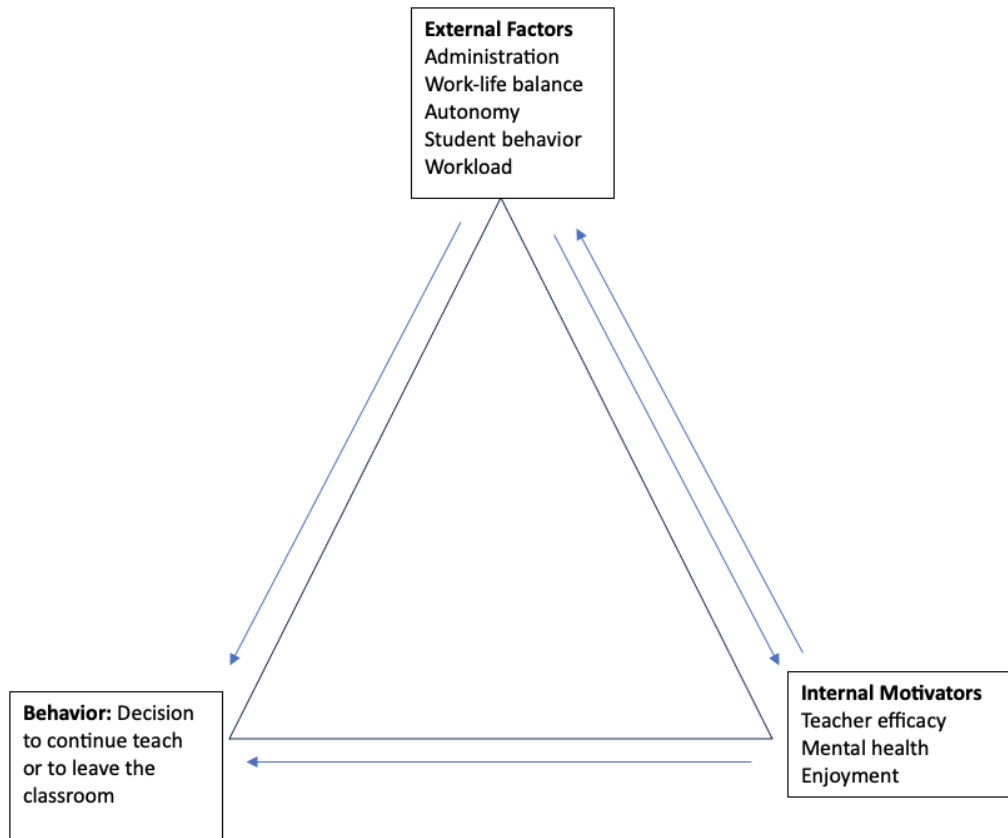 External Factors
Administration
Work-life balance
Autonomy
Student behavior
Workload
Behavior: Decision
to continue teach
or to leave the
classroom
Internal Motivators
Teacher efficacy
Mental health
Enjoyment